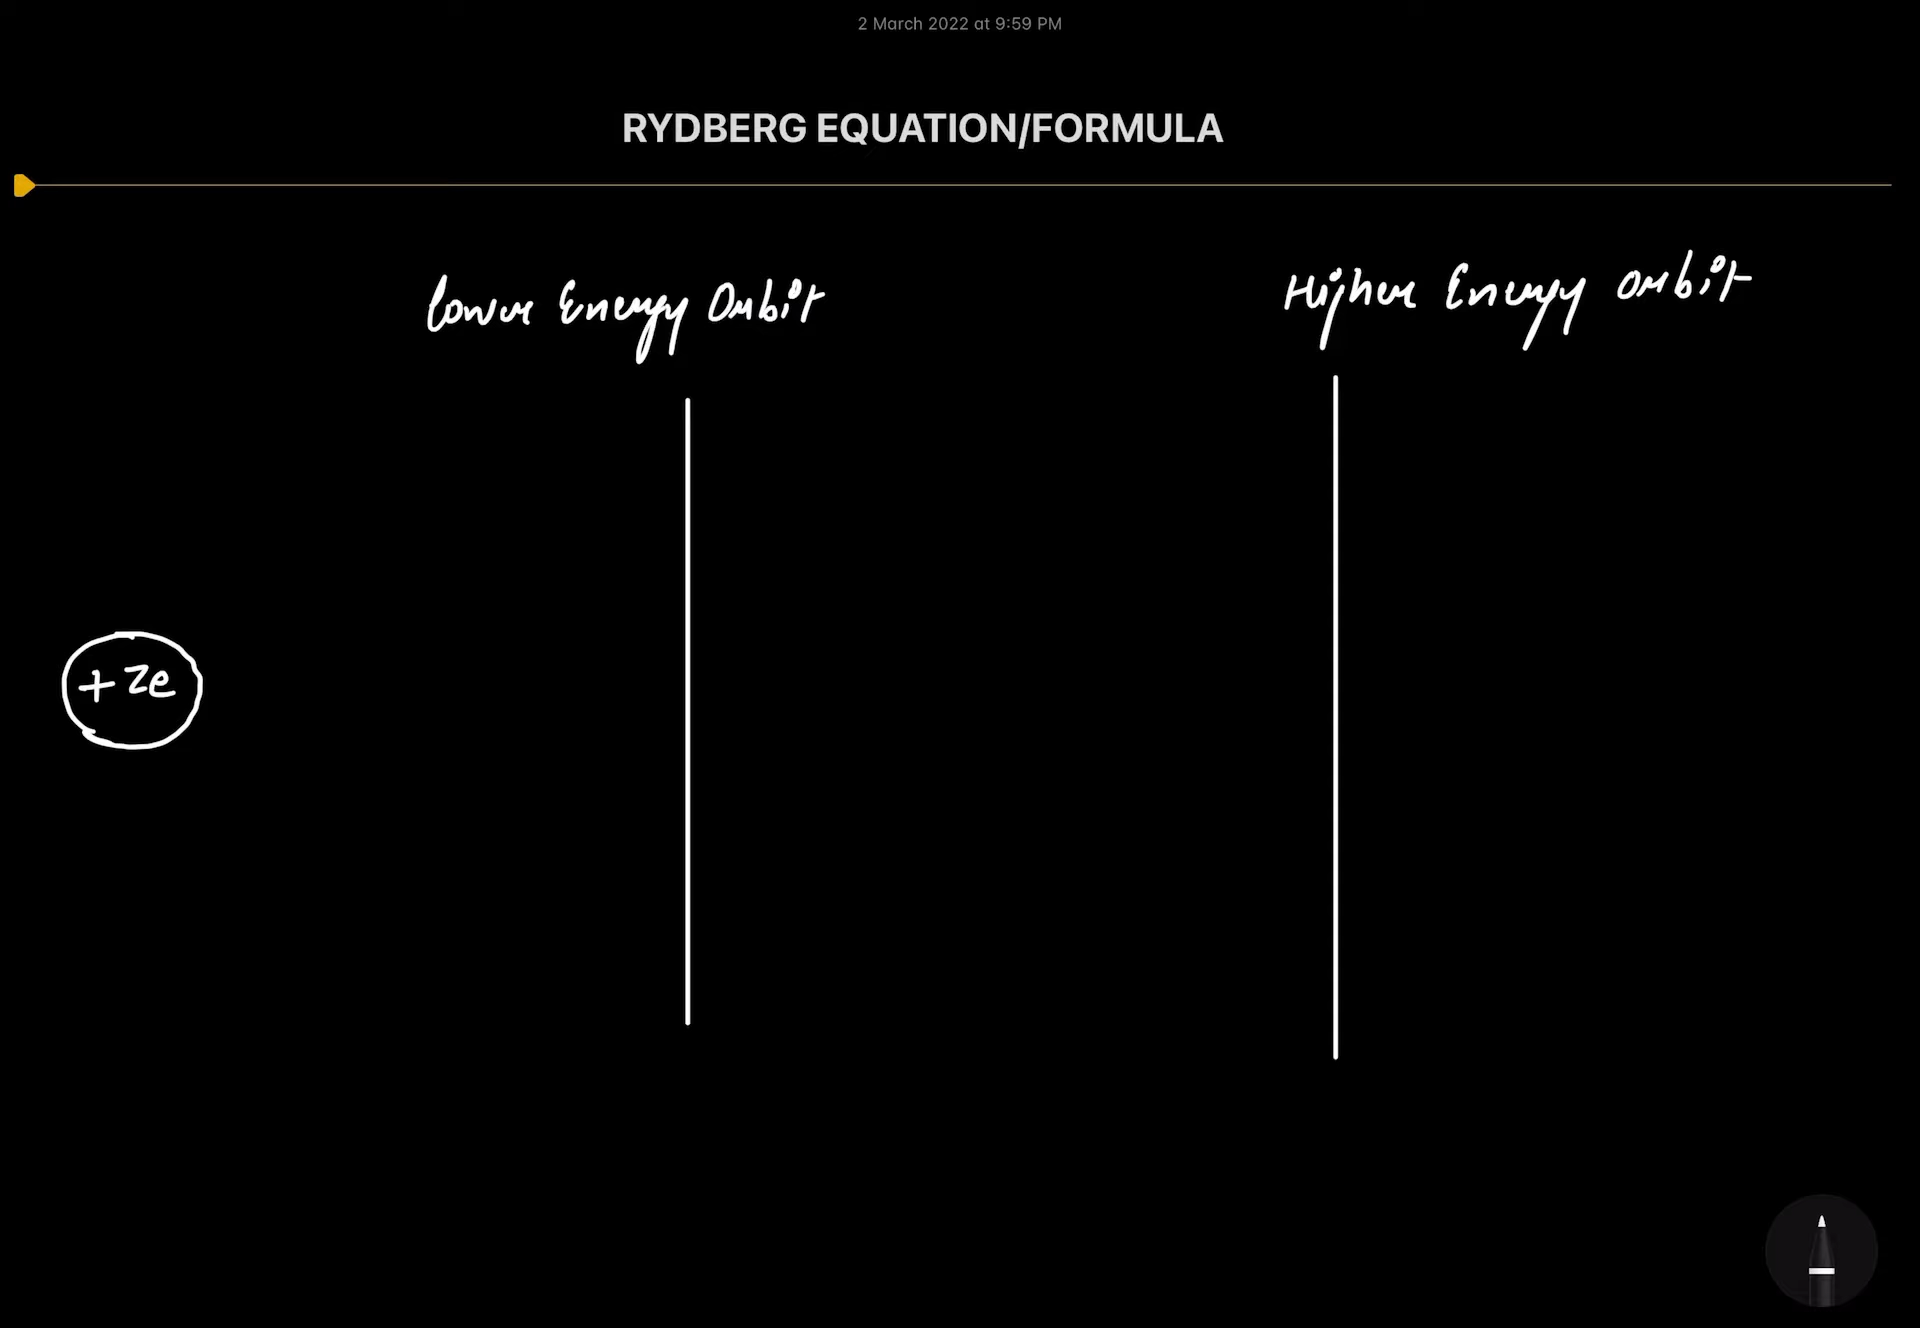 2 March 2022 at 9:59 PM
RYDBERG EQUATION/FORMULA
Lower Energy Orbit
Higher Energy Orbit
+ze